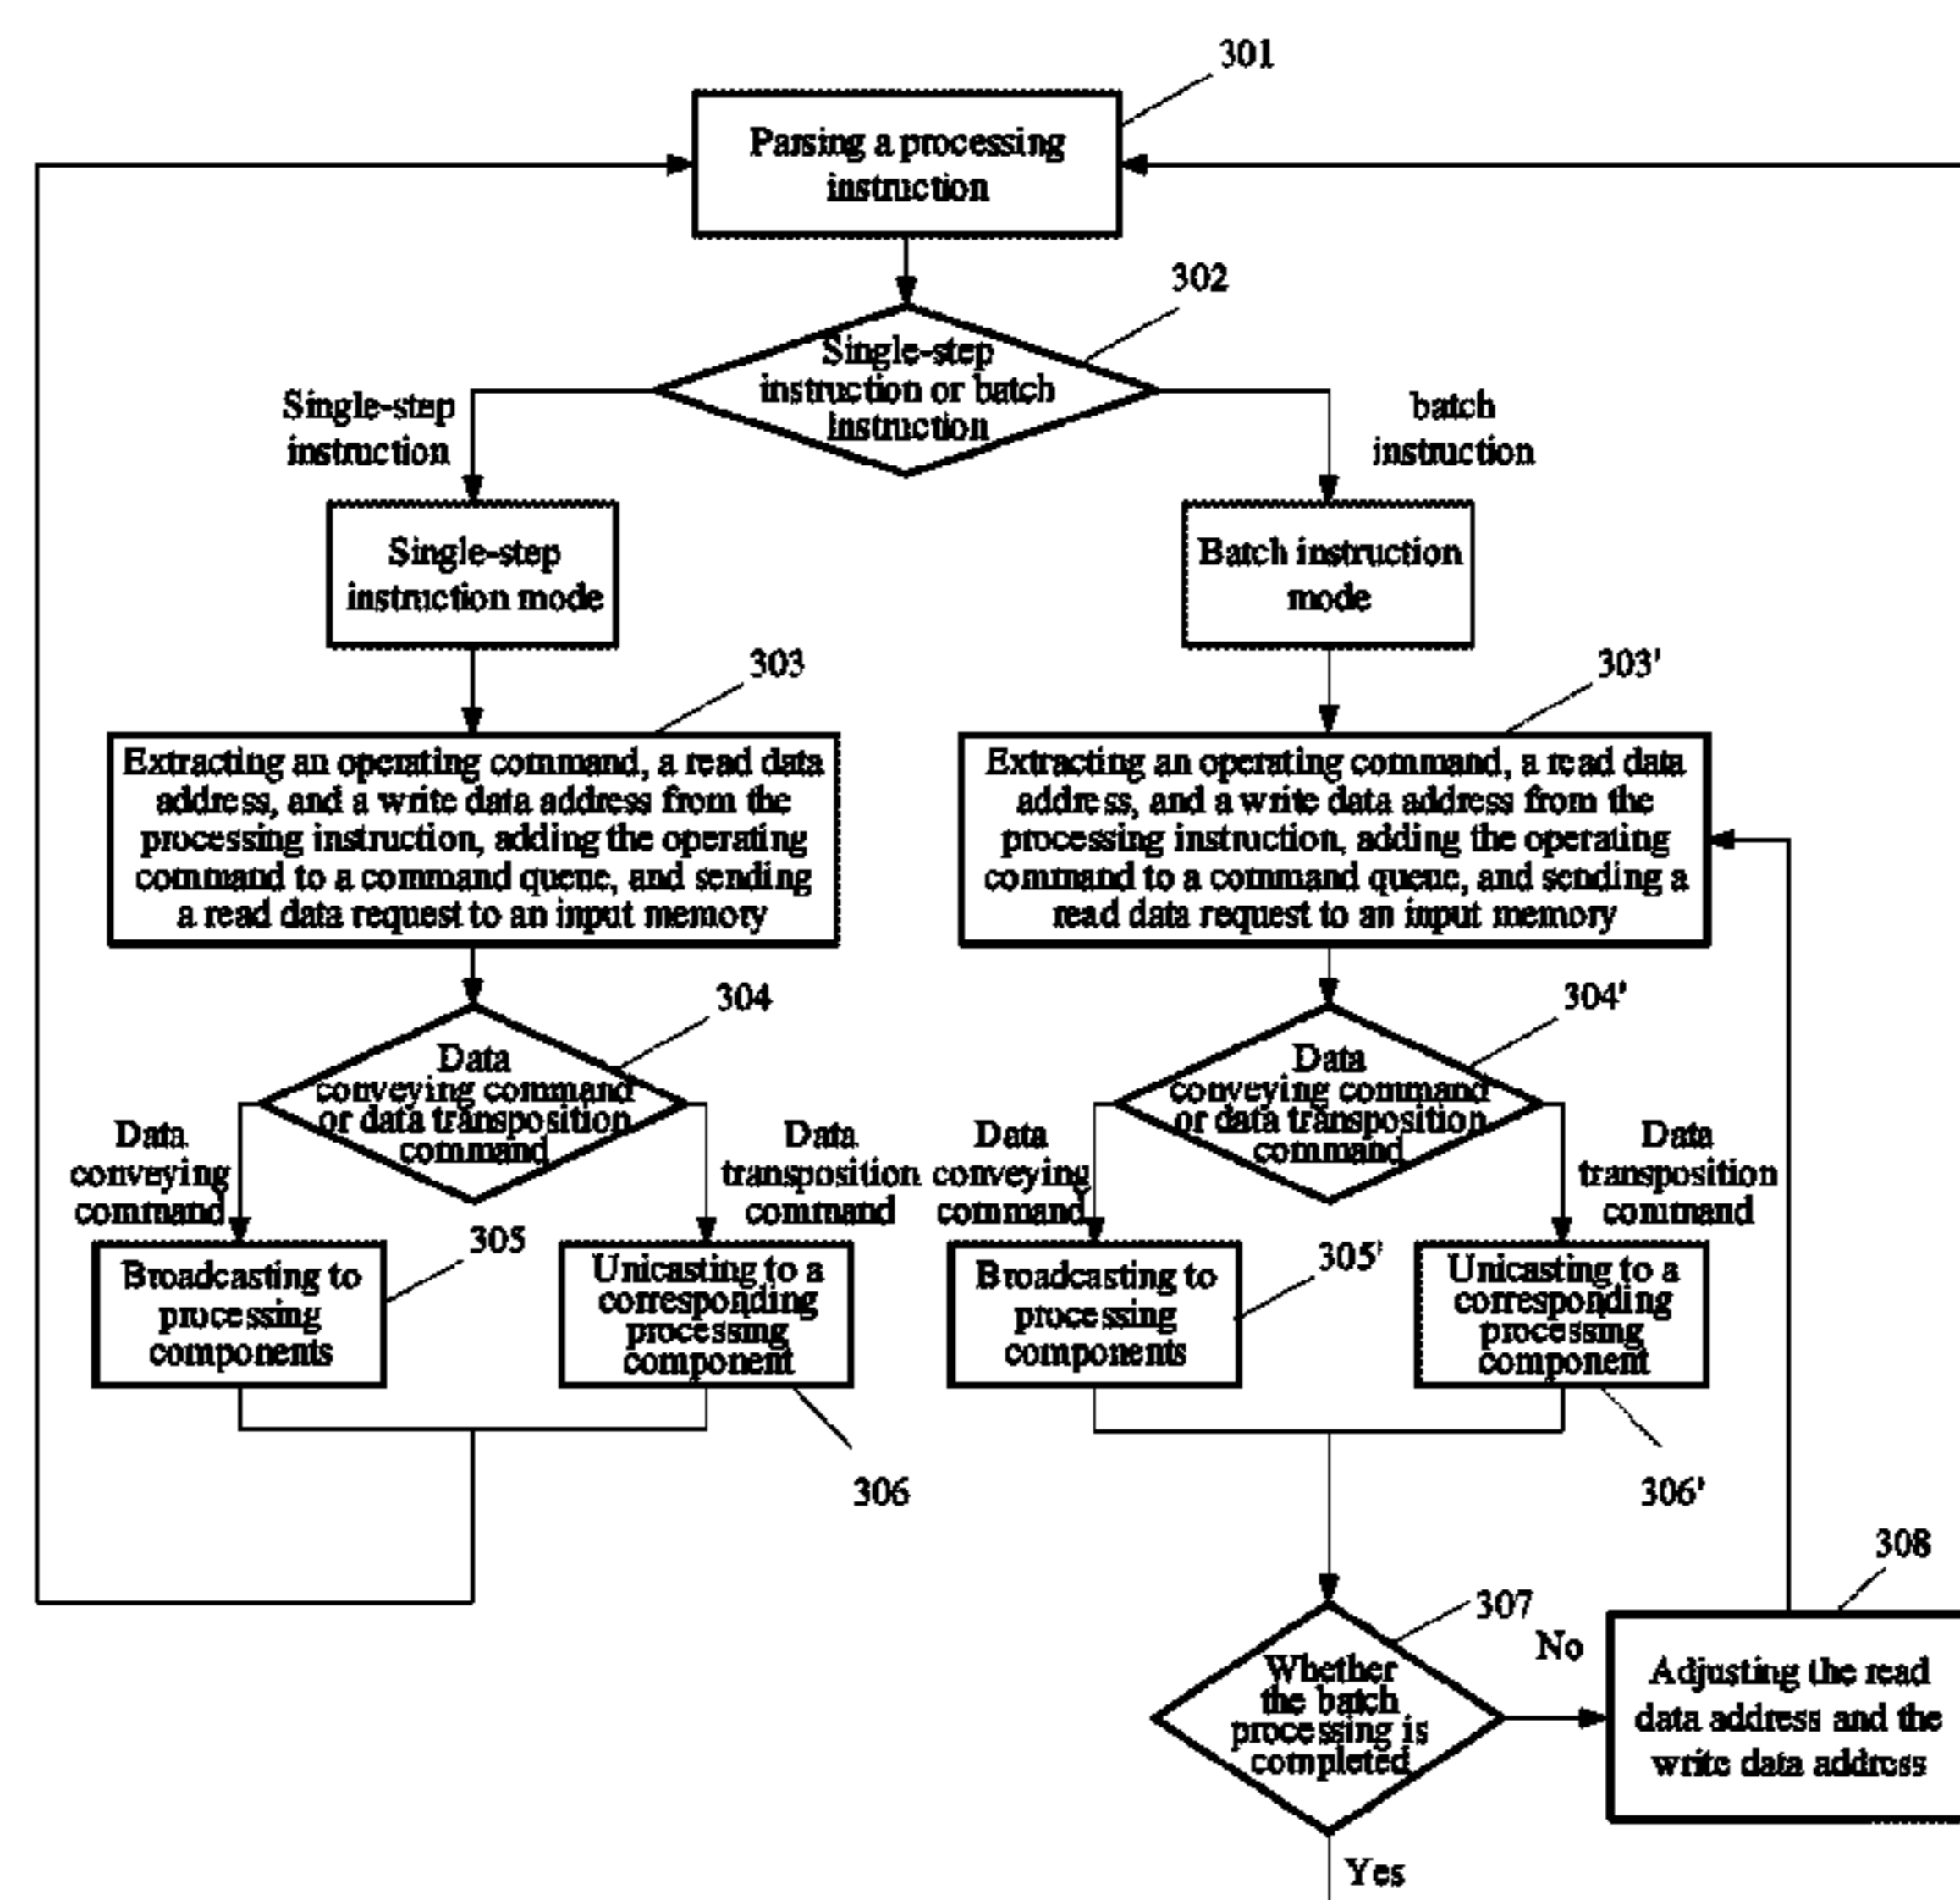 301
Parsing a processing
instruction
302
Single-step
instruction or batch
instruction
Single-step
instruction
batch
instruction
Single-step
instruction mode
Batch instruction
mode
303
303'
Extracting an operating command, a read data
address, and a write data address from the
processing instruction, adding the operating
command to a command queue, and sending
a read data request to an input memory
Extracting an operating command, a read data
address, and a write data address from the
processing instruction, adding the operating
command to a command queue, and sending a
read data request to an input memory
304
304'
Data
conveying command
or data transposition
command
Data
conveying command
or data transposition
command
Data
conveying
command
Data
transposition
command
Data
conveying
command
Data
transposition
command
305
305'
Broadcasting to
processing
components
Unicasting to a
corresponding
processing
component
Broadcasting to
processing
components
Unicasting to a
corresponding
processing
component
306
306'
308
307
Whether
the batch
processing is
completed
No
Adjusting the read
data address and the
write data address
Yes